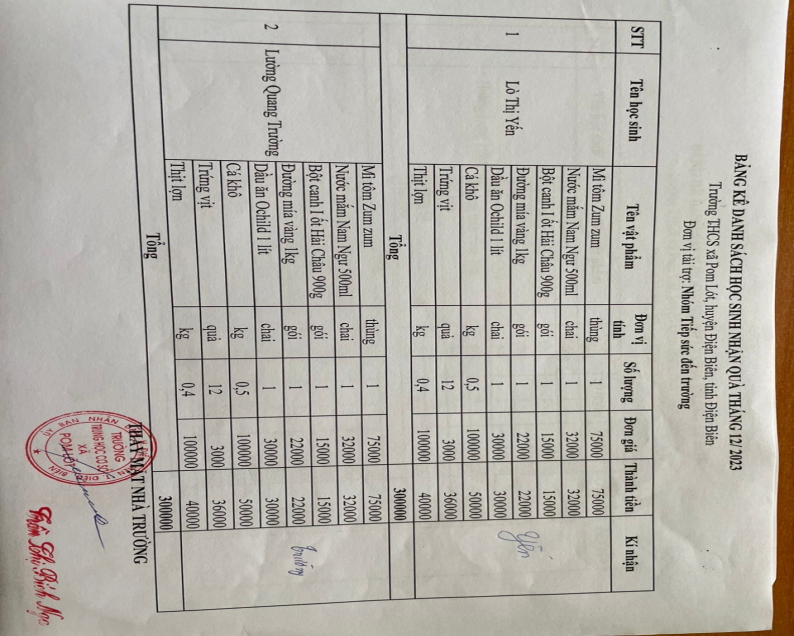 BẢNG KÊ DANH SÁCH HỌC SINH NHẬN QUÀ THÁNG 12/2023
Trường THCS xã Pom Lót, huyện Điện Biên, tỉnh Điện Biên
Đơn vị tài trợ: Nhóm Tiếp sức đến trường
STT Tên học sinh Tên vật phẩm Đơn vị tính Số lượng Đơn giá Thành tiền Kí nhận
1 Lò Thị Yến Mì tôm Zum zum thùng 1 75000 75000 Yến
Nước mắm Nam Ngư 500ml chai 1 32000 32000
Bột canh I ốt Hải Châu 900g gói 1 15000 15000
Đường mía vàng 1kg gói 1 22000 22000
Dầu ăn Ochild 1 lít chai 1 30000 30000
Cá khô kg 0,5 100000 50000
Trứng vịt quả 12 3000 36000
Thịt lợn kg 0,4 100000 40000
Tổng 300000
2 Lường Quang Trường Mì tôm Zum zum thùng 1 75000 75000 Trường
Nước mắm Nam Ngư 500ml chai 1 32000 32000
Bột canh I ốt Hải Châu 900g gói 1 15000 15000
Đường mía vàng 1kg gói 1 22000 22000
Dầu ăn Ochild 1 lít chai 1 30000 30000
Cá khô kg 0,5 100000 50000
Trứng vịt quả 12 3000 36000
Thịt lợn kg 0,4 100000 40000
Tổng 300000
THAY MẶT NHÀ TRƯỜNG
ỦY BAN NHÂN
TRƯỜNG
TRUNG HỌC CƠ SỞ
XÃ
POM LÓT
Trần Thị Bích Nga